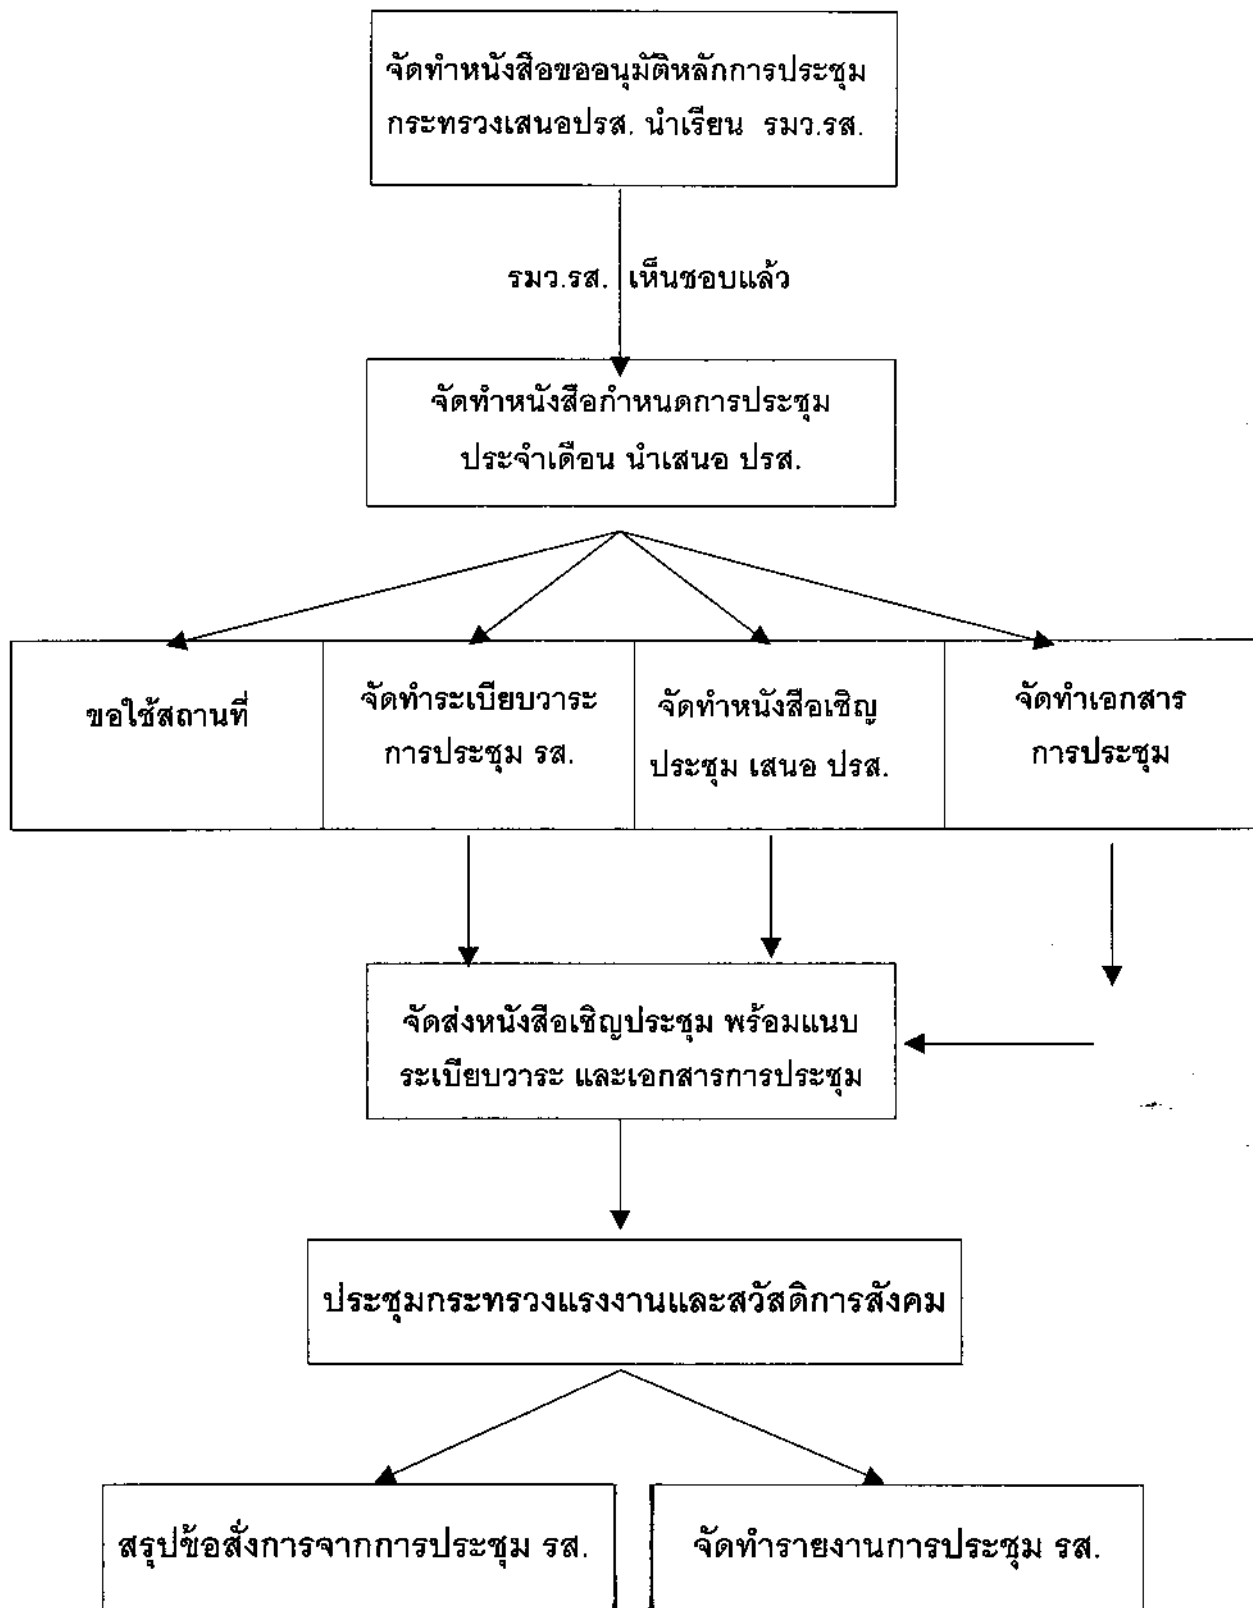 จัดทำหนังสือขออนุมัติหลักการประชุม
กระทรวงเสนอปรส. นำเรียน รมว.รส.
รมว.รส. เห็นชอบแล้ว
จัดทำหนังสือกำหนดการประชุม
ประจำเดือน นำเสนอ ปรส.
ขอใช้สถานที่
จัดทำระเบียบวาระ
การประชุม รส.
จัดทำหนังสือเชิญ
ประชุม เสนอ ปรส.
จัดทำเอกสาร
การประชุม
จัดส่งหนังสือเชิญประชุม พร้อมแนบ
ระเบียบวาระ และเอกสารการประชุม
ประชุมกระทรวงแรงงานและสวัสดิการสังคม
สรุปข้อสั่งการจากการประชุม รส.
จัดทำรายงานการประชุม รส.